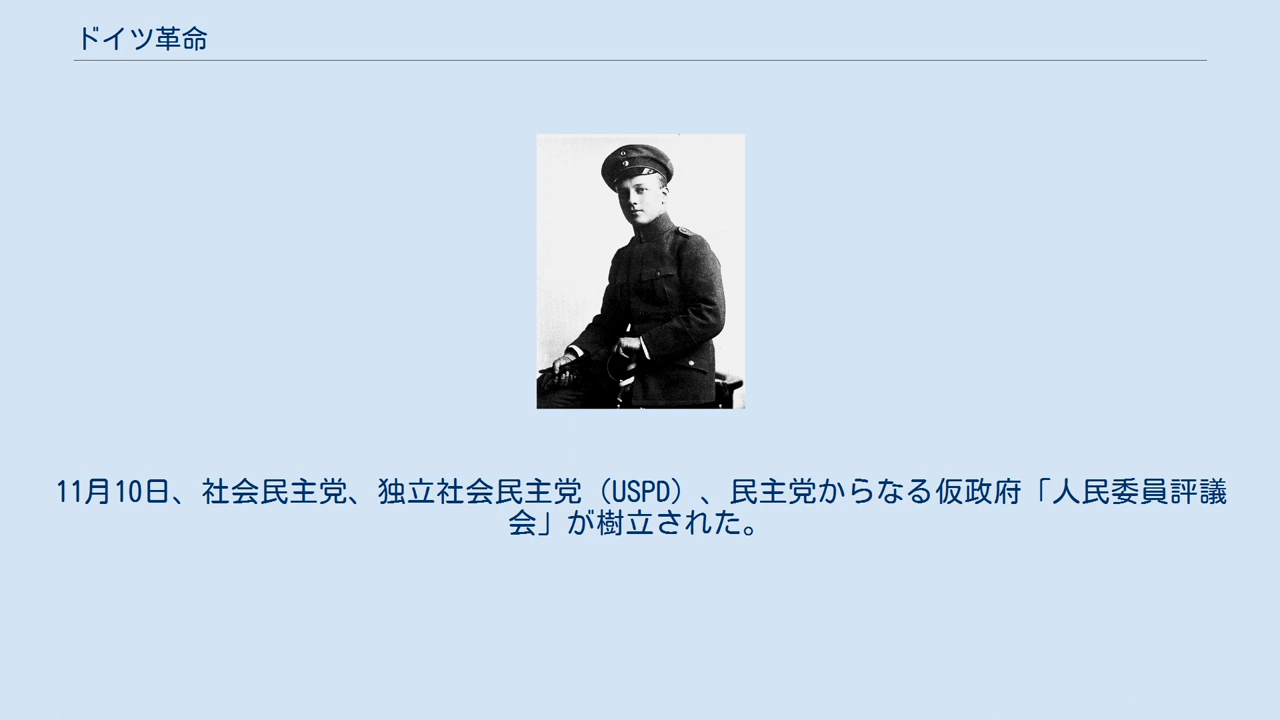 ドイツ革命
11月10日、社会民主党、独立社会民主党（USPD）、民主党からなる仮政府「人民委員評議
会」が樹立された。